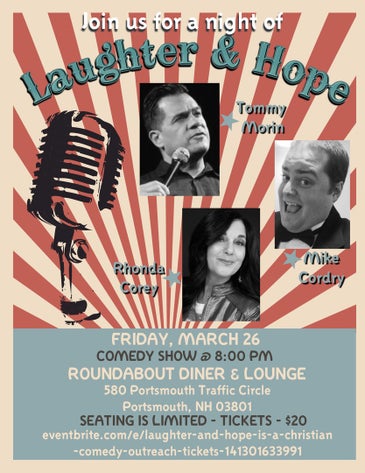 Join us for a night of
Laughter & Hope
Tommy
Morin
Mike
Cordry
Rhonda
Corey
FRIDAY, MARCH 26
COMEDY SHOW @ 8:00 PM
ROUNDABOUT DINER & LOUNGE
580 Portsmouth Traffic Circle
Portsmouth, NH 03801
SEATING IS LIMITED - TICKETS - $20
eventbrite.com/e/laughter-and-hope-is-a-christian
-comedy-outreach-tickets-141301633991